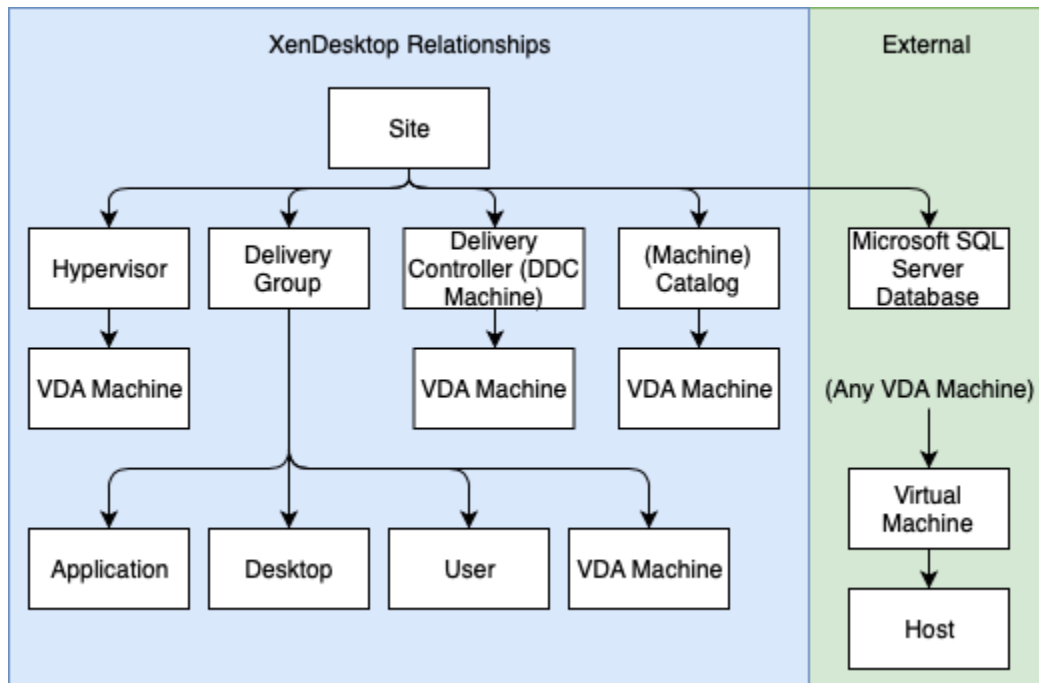 XenDesktop Relationships
External
Site
Hypervisor
Delivery
Group
Delivery
Controller (DDC
Machine)
(Machine)
Catalog
Microsoft SQL
Server
Database
VDA Machine
VDA Machine
VDA Machine
(Any VDA Machine)
Virtual
Machine
Application
Desktop
User
VDA Machine
Host